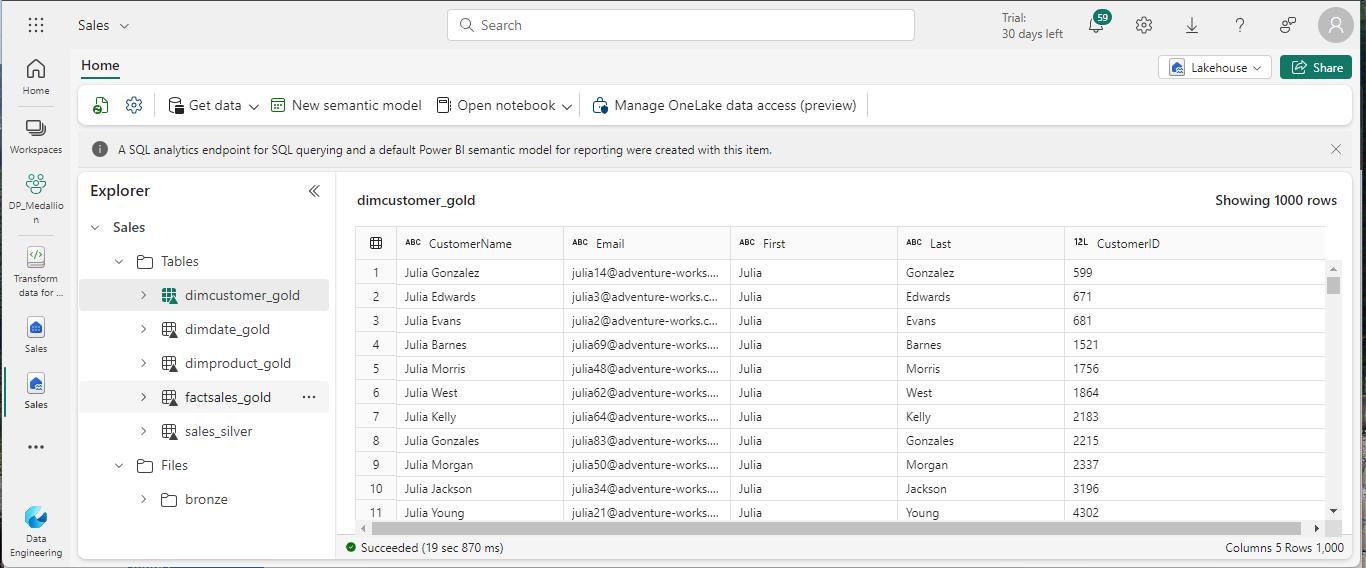 Sales
Search
Trial:
30 days left
59
Home
Lakehouse
Share
Get data
New semantic model
Open notebook
Manage OneLake data access (preview)
A SQL analytics endpoint for SQL querying and a default Power BI semantic model for reporting were created with this item.
Home
Workspaces
DP_Medallio
n
Transform
data for ...
Sales
Sales
Data
Engineering
Explorer
Sales
Tables
dimcustomer_gold
dimdate_gold
dimproduct_gold
factsales_gold
sales_silver
Files
bronze
dimcustomer_gold
Showing 1000 rows
ABC CustomerName ABC Email ABC First ABC Last 12L CustomerID
1 Julia Gonzalez julia14@adventure-works.... Julia Gonzalez 599
2 Julia Edwards julia3@adventure-works.c... Julia Edwards 671
3 Julia Evans julia2@adventure-works.c... Julia Evans 681
4 Julia Barnes julia69@adventure-works.... Julia Barnes 1521
5 Julia Morris julia48@adventure-works.... Julia Morris 1756
6 Julia West julia62@adventure-works.... Julia West 1864
7 Julia Kelly julia64@adventure-works.... Julia Kelly 2183
8 Julia Gonzales julia83@adventure-works.... Julia Gonzales 2215
9 Julia Morgan julia50@adventure-works.... Julia Morgan 2337
10 Julia Jackson julia34@adventure-works.... Julia Jackson 3196
11 Julia Young julia21@adventure-works.... Julia Young 4302
Succeeded (19 sec 870 ms)
Columns 5 Rows 1,000